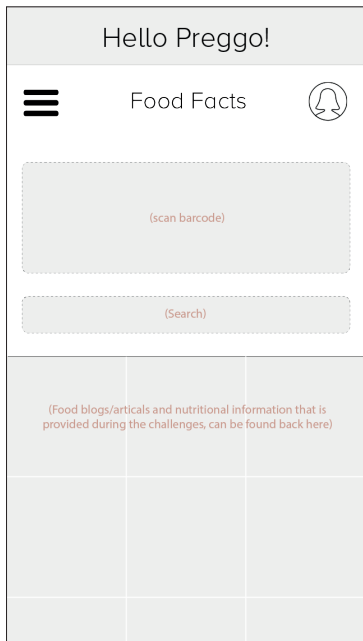 Hello Preggo!
Food Facts
(scan barcode)
(Search)
(Food blogs/articals and nutritional information that is
provided during the challenges, can be found back here)